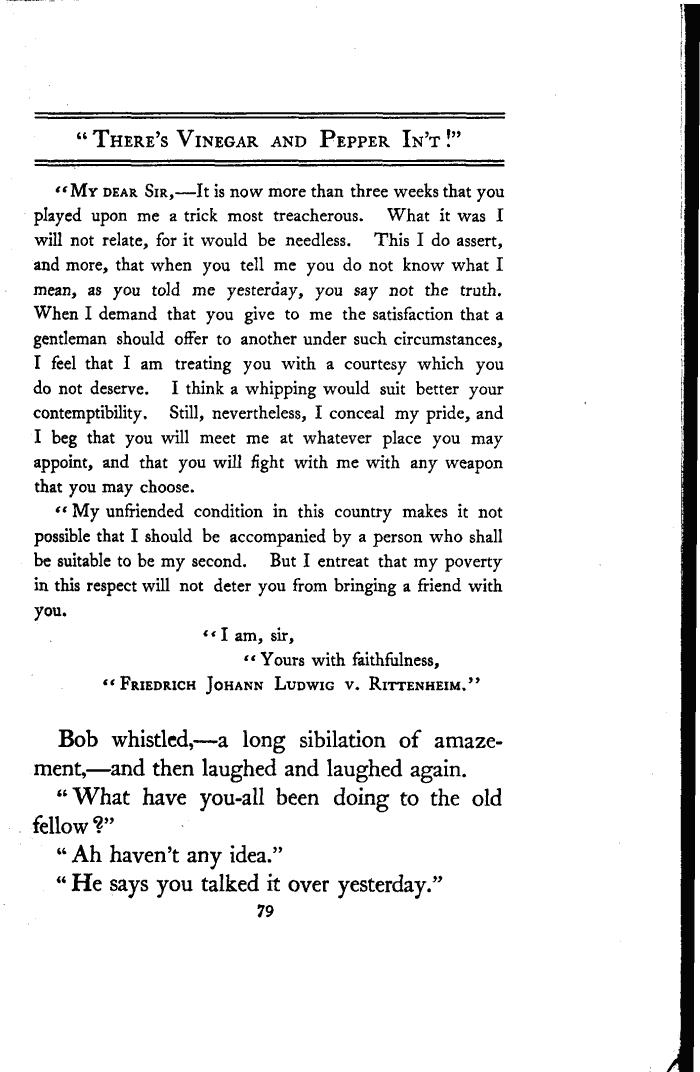 “ There’s Vinegar and Pepper In’t !”
“My dear Sir,—It is now more than three weeks that you
played upon me a trick most treacherous. What it was I
will not relate, for it would be needless. This I do assert,
and more, that when you tell me you do not know what I
mean, as you told me yesterday, you say not the truth.
When I demand that you give to me the satisfaction that a
gentleman should offer to another under such circumstances,
I feel that I am treating you with a courtesy which you
do not deserve. I think a whipping would suit better your
contemptibility. Still, nevertheless, I conceal my pride, and
I beg that you will meet me at whatever place you may
appoint, and that you will fight with me with any weapon
that you may choose.
“ My unfriended condition in this country makes it not
possible that I should be accompanied by a person who shall
be suitable to be my second. But I entreat that my poverty
in this respect will not deter you from bringing a friend with
you.
“ I am, sir,
“ Yours with faithfulness,
“ Friedrich Johann Ludwig v. Rittenheim.”
Bob whistled,—a long sibilation of amaze-
ment,—and then laughed and laughed again.
“ What have you-all been doing to the old
fellow ?”
“ Ah haven’t any idea.”
“ He says you talked it over yesterday.”
79